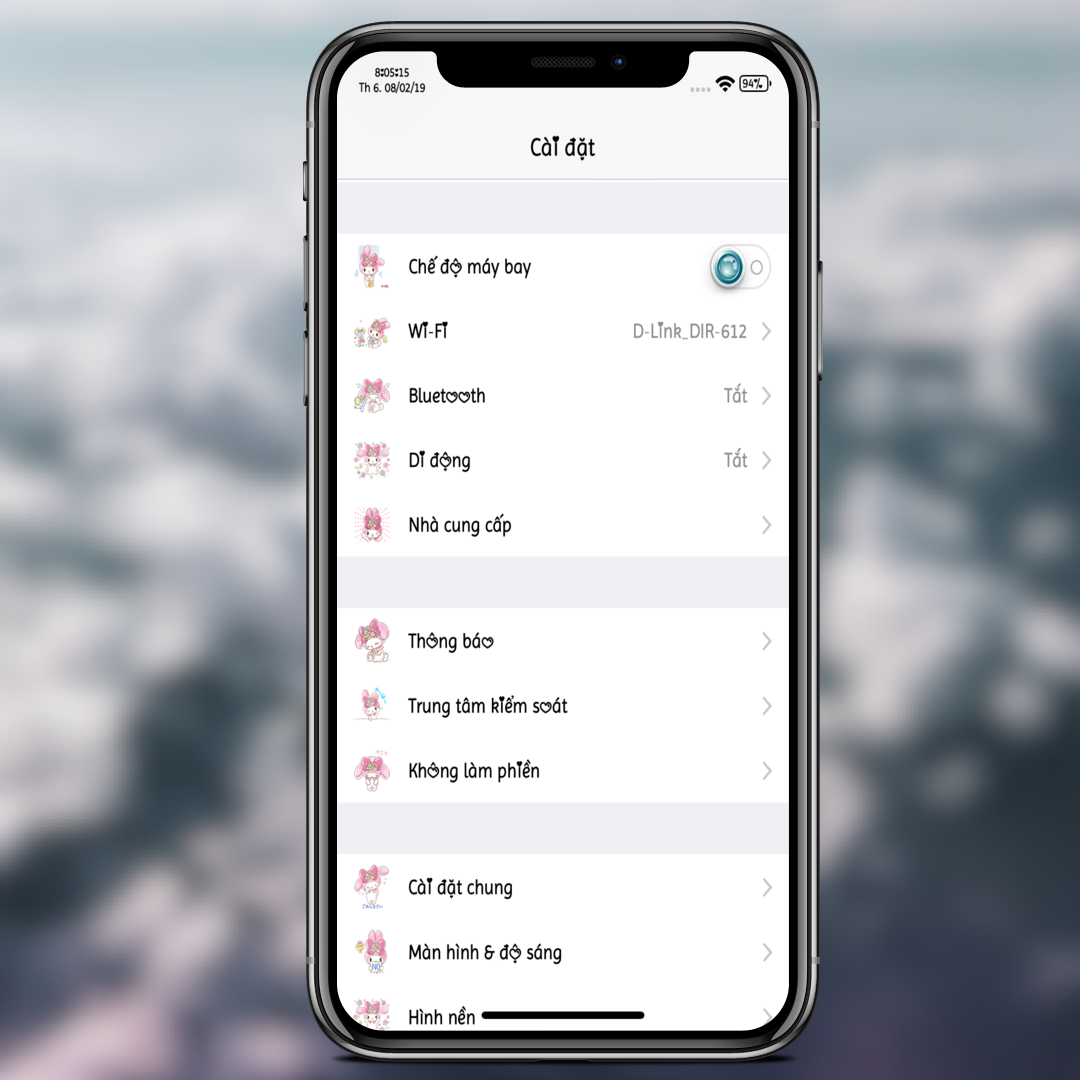 8:05:15
Th 6. 08/02/19
94%
Cài đặt
Chế độ máy bay
Wi-Fi D-Link_DIR-612
Bluetooth Tắt
Di động Tắt
Nhà cung cấp
Thông báo
Trung tâm kiểm soát
Không làm phiền
Cài đặt chung
NO
Màn hình & độ sáng
Hình nền